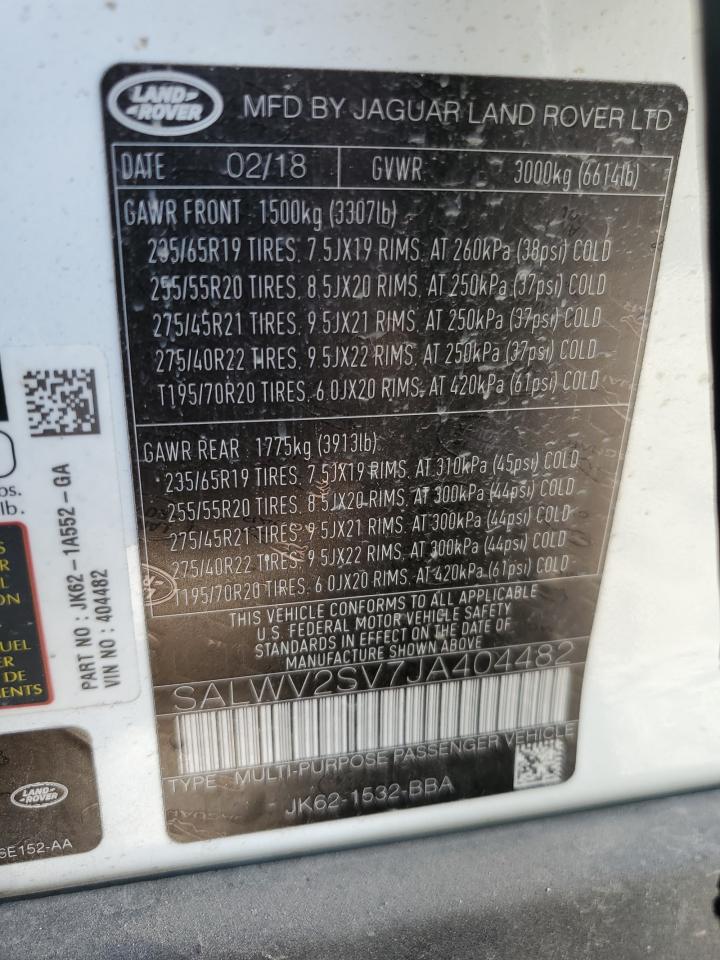 LAND ROVER
MFD BY JAGUAR LAND ROVER LTD
DATE 02/18 GVWR 3000kg (6614lb)
GAWR FRONT 1500kg (3307lb)
235/65R19 TIRES, 7.5JX19 RIMS, AT 260kPa (38psi) COLD
255/55R20 TIRES, 8.5JX20 RIMS, AT 250kPa (37psi) COLD
275/45R21 TIRES, 9.5JX21 RIMS, AT 250kPa (37psi) COLD
275/40R22 TIRES, 9.5JX22 RIMS, AT 250kPa (37psi) COLD
T195/70R20 TIRES, 6.0JX20 RIMS, AT 420kPa (61psi) COLD
GAWR REAR 1775kg (3913lb)
235/65R19 TIRES, 7.5JX19 RIMS, AT 310kPa (45psi) COLD
255/55R20 TIRES, 8.5JX20 RIMS, AT 300kPa (44psi) COLD
275/45R21 TIRES, 9.5JX21 RIMS, AT 300kPa (44psi) COLD
275/40R22 TIRES, 9.5JX22 RIMS, AT 300kPa (44psi) COLD
T195/70R20 TIRES, 6.0JX20 RIMS, AT 420kPa (61psi) COLD
THIS VEHICLE CONFORMS TO ALL APPLICABLE
U.S. FEDERAL MOTOR VEHICLE SAFETY
STANDARDS IN EFFECT ON THE DATE OF
MANUFACTURE SHOWN ABOVE
SALWV2SV7JA404482
TYPE MULTI-PURPOSE PASSENGER VEHICLE
JK62-1532-BBA
PART NO : JK62-1A552-GA
VIN NO : 404482
lb.
UEL
DE
LAND ROVER
6E152-AA